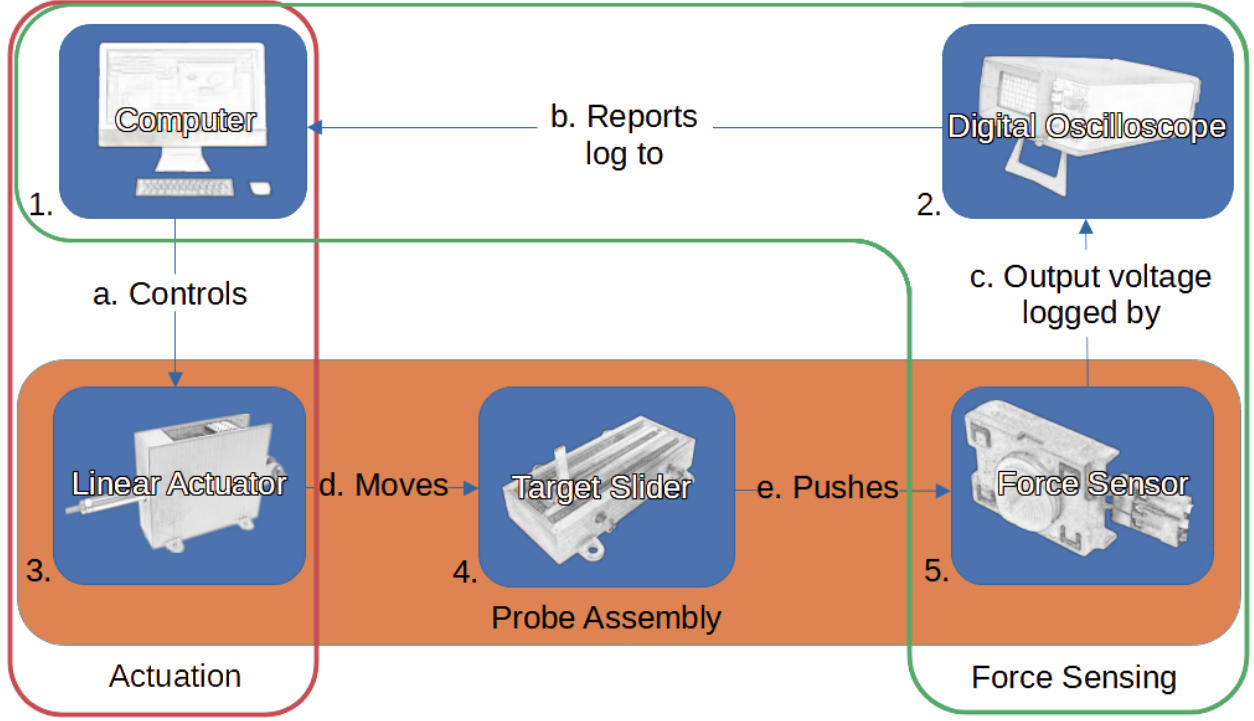 Computer
1.
b. Reports
log to
Digital Oscilloscope
2.
a. Controls
c. Output voltage
logged by
Linear Actuator
3.
d. Moves
Target Slider
4.
e. Pushes
Force Sensor
5.
Probe Assembly
Actuation
Force Sensing